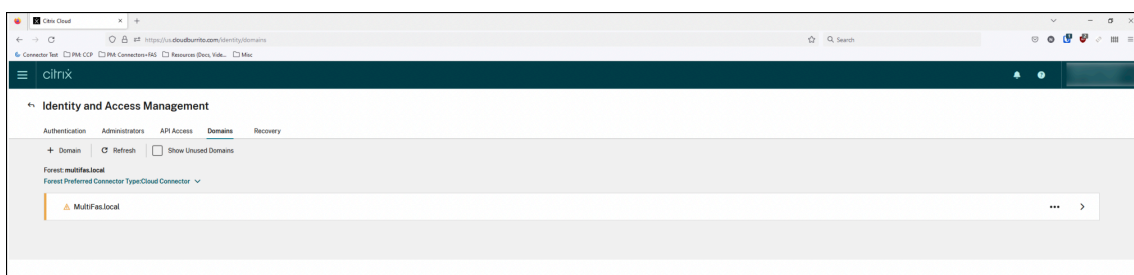 Citrix Cloud
https://us.cloudburrito.com/identity/domains
Search
Connector Test PM: CCP PM: Connectors+FAS Resources (Docs, Vide... Misc
citrix
Identity and Access Management
Authentication Administrators API Access Domains Recovery
+ Domain Refresh Show Unused Domains
Forest: multifas.local
Forest Preferred Connector Type:Cloud Connector
MultiFas.local